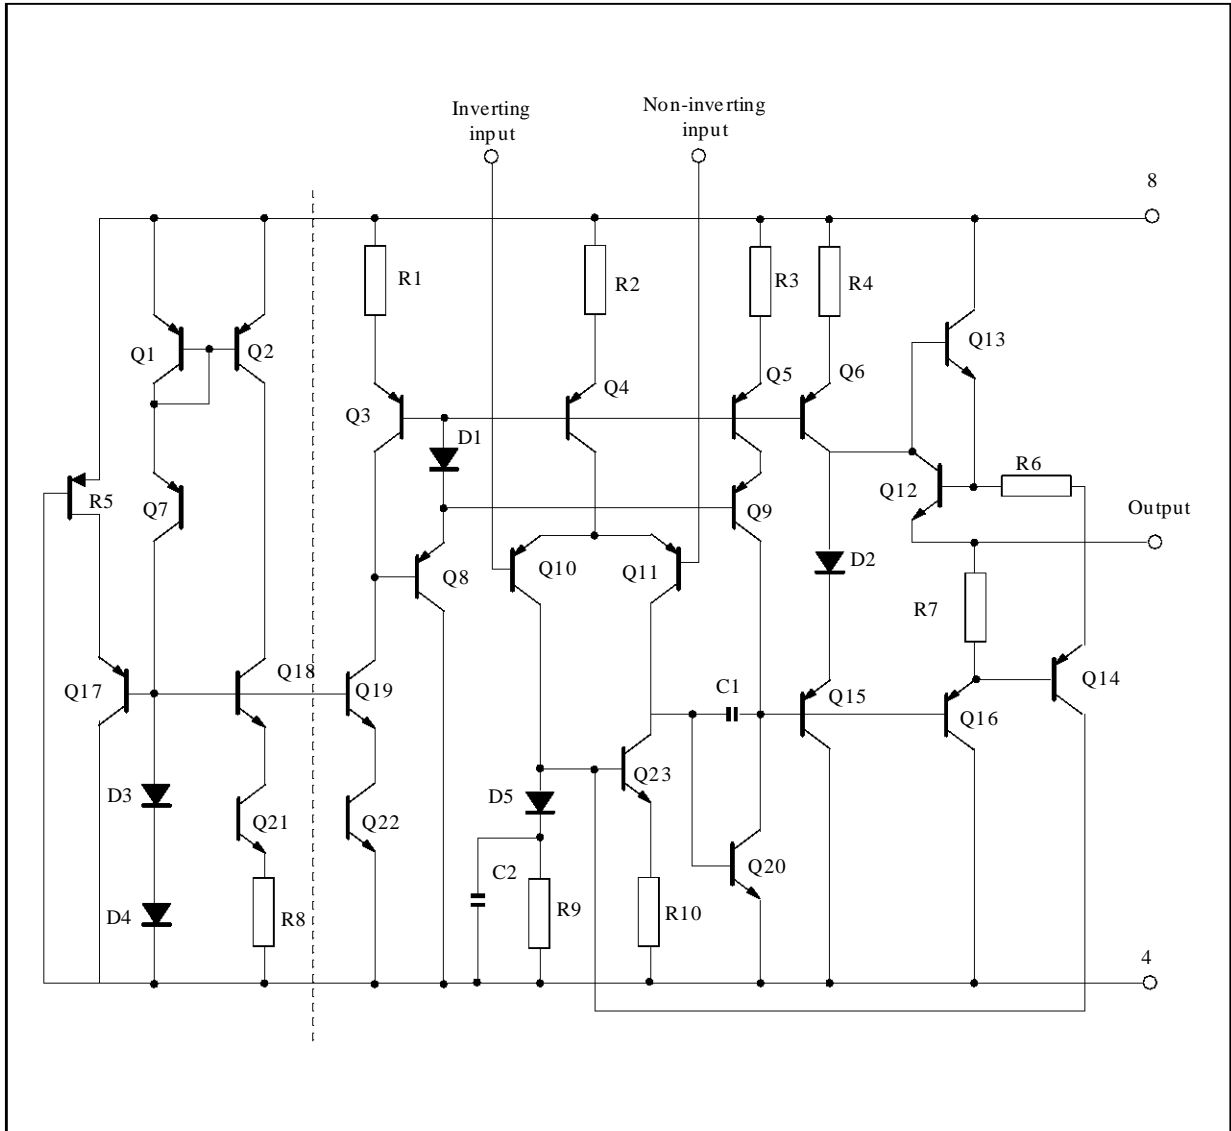 Inverting
input
Non-inverting
input
8
R1
R2
R3
R4
Q1
Q2
Q13
Q3
Q4
Q5
Q6
D1
R5
Q7
Q12
R6
Q9
Output
Q8
Q10
Q11
D2
R7
Q17
Q18
Q19
C1
Q15
Q16
Q14
D3
Q21
Q22
D5
Q23
C2
Q20
D4
R8
R9
R10
4